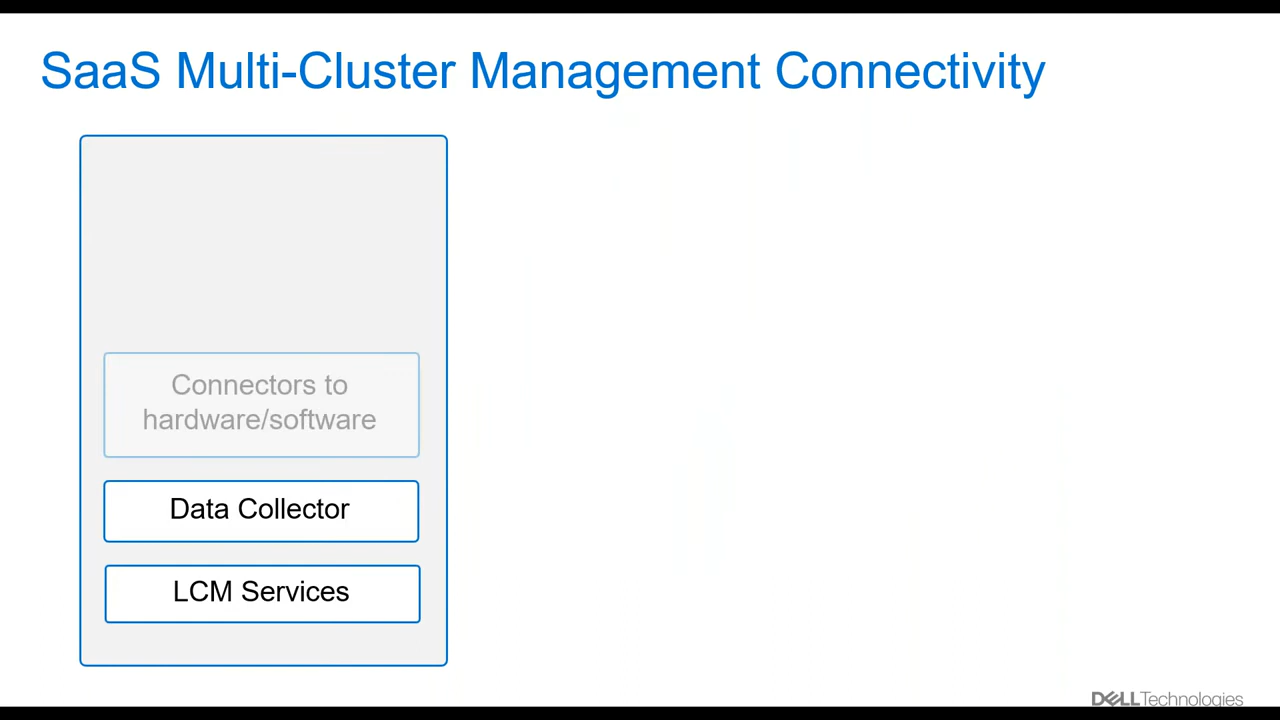 SaaS Multi-Cluster Management Connectivity
Connectors to
hardware/software
Data Collector
LCM Services
DELLTechnologies